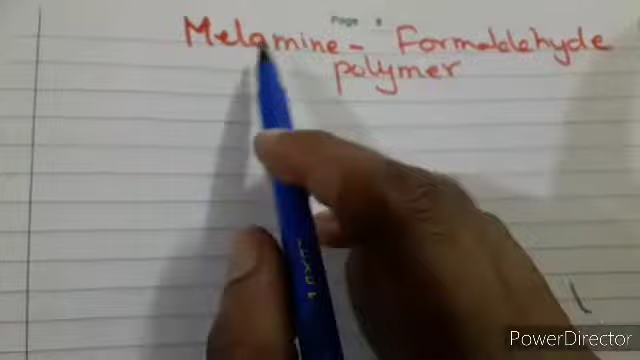 Page
Melamine - Formaldehyde
polymer
PowerDirector